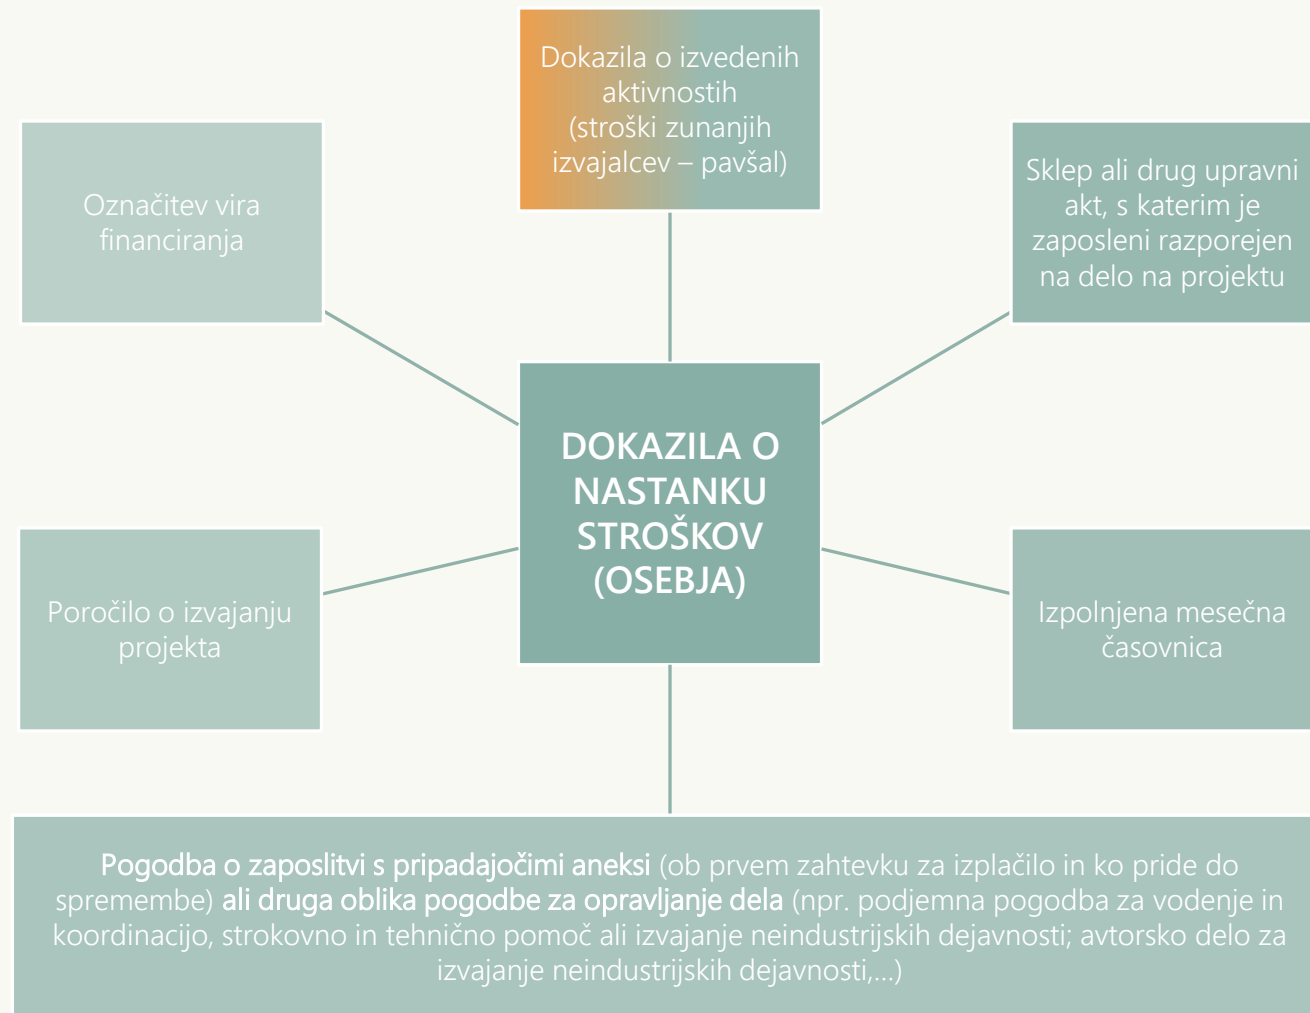 Dokazila o izvedenih
aktivnostih
(stroški zunanjih
izvajalcev – pavšal)
Označitev vira
financiranja
Sklep ali drug upravni
akt, s katerim je
zaposleni razporejen
na delo na projektu
DOKAZILA O
NASTANKU
STROŠKOV
(OSEBJA)
Poročilo o izvajanju
projekta
Izpolnjena mesečna
časovnica
Pogodba o zaposlitvi s pripadajočimi aneksi (ob prvem zahtevku za izplačilo in ko pride do
spremembe) ali druga oblika pogodbe za opravljanje dela (npr. podjemna pogodba za vodenje in
koordinacijo, strokovno in tehnično pomoč ali izvajanje neindustrijskih dejavnosti; avtorsko delo za
izvajanje neindustrijskih dejavnosti,...)